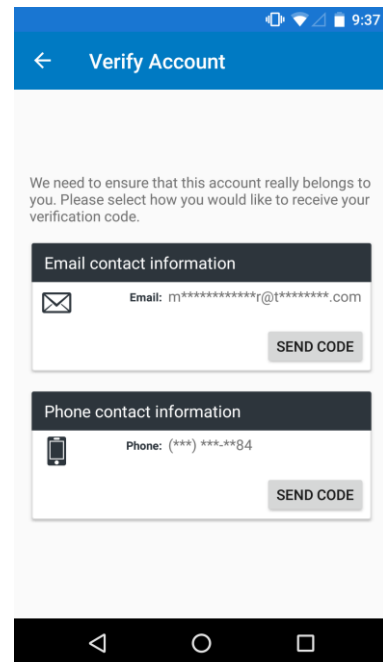 9:37
Verify Account
We need to ensure that this account really belongs to
you. Please select how you would like to receive your
verification code.
Email contact information
Email: m************r@t********.com
SEND CODE
Phone contact information
Phone: (***) ***-**84
SEND CODE